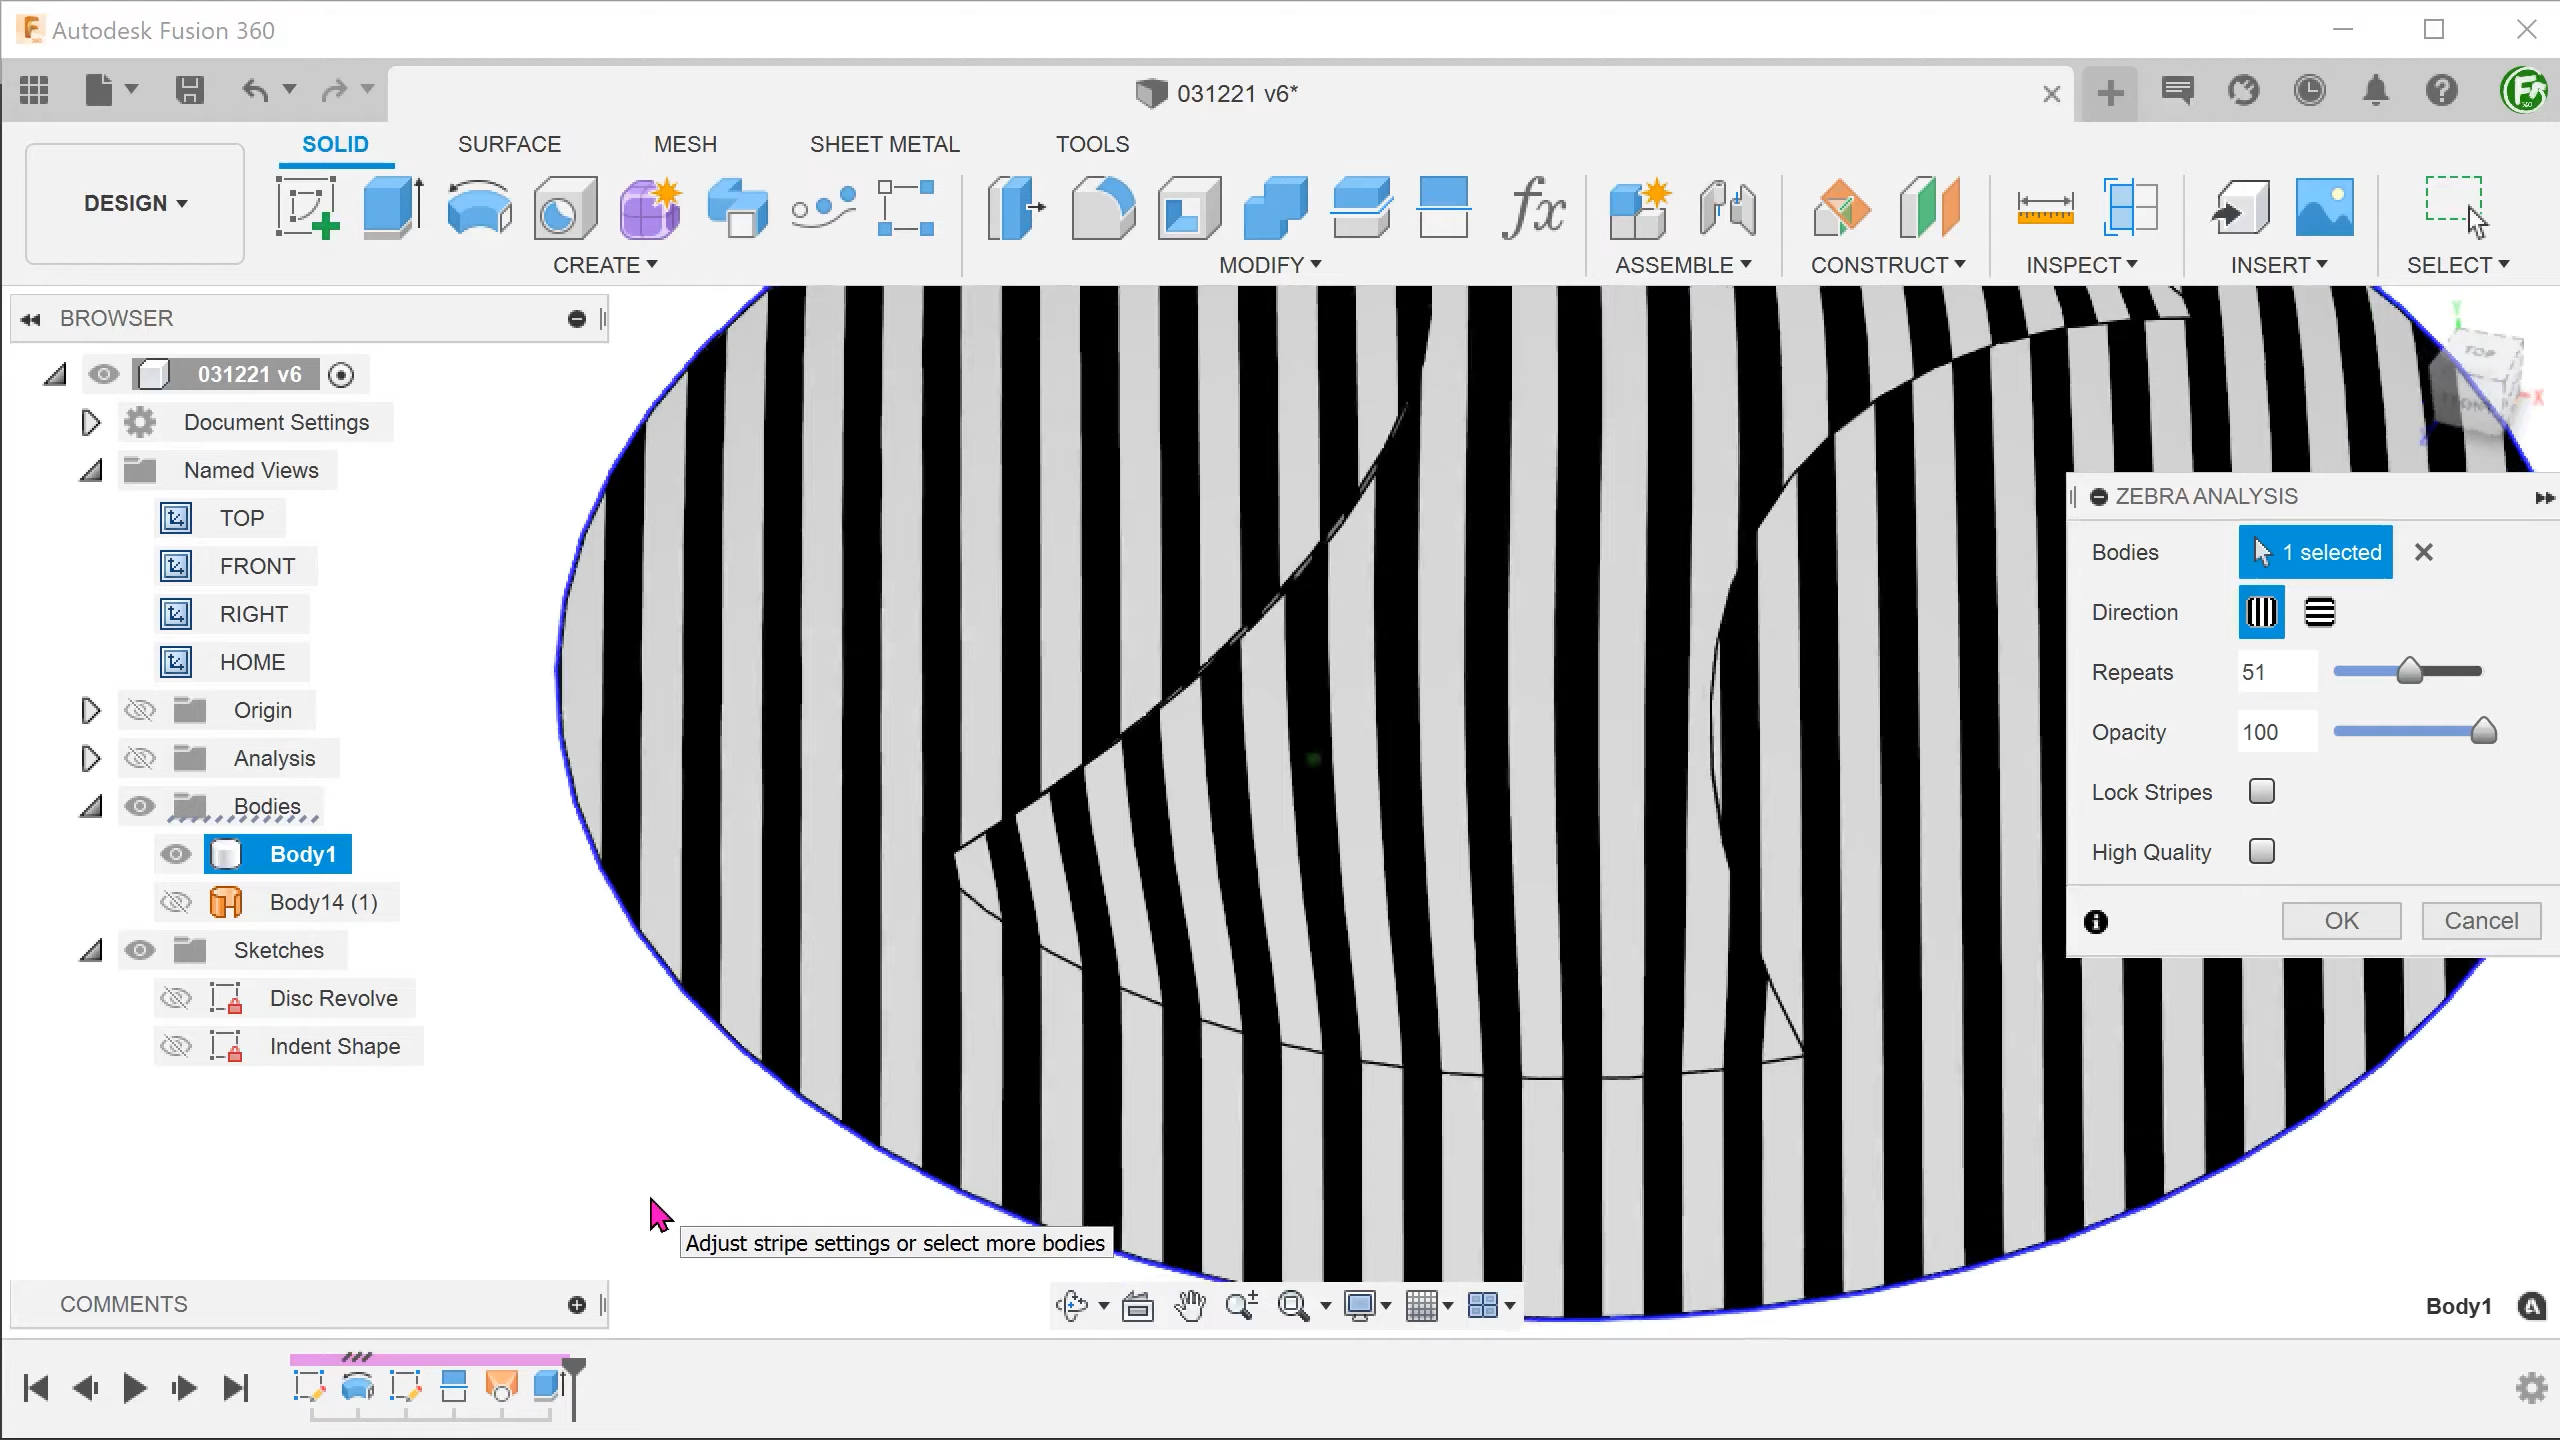 Autodesk Fusion 360
031221 v6*
DESIGN
SOLID
SURFACE
MESH
SHEET METAL
TOOLS
CREATE
MODIFY
ASSEMBLE
CONSTRUCT
INSPECT
INSERT
SELECT
BROWSER
031221 v6
Document Settings
Named Views
TOP
FRONT
RIGHT
HOME
Origin
Analysis
Bodies
Body1
Body14 (1)
Sketches
Disc Revolve
Indent Shape
TOP
Y
X
ZEBRA ANALYSIS
Bodies
1 selected
Direction
Repeats
51
Opacity
100
Lock Stripes
High Quality
OK
Cancel
Adjust stripe settings or select more bodies
COMMENTS
Body1